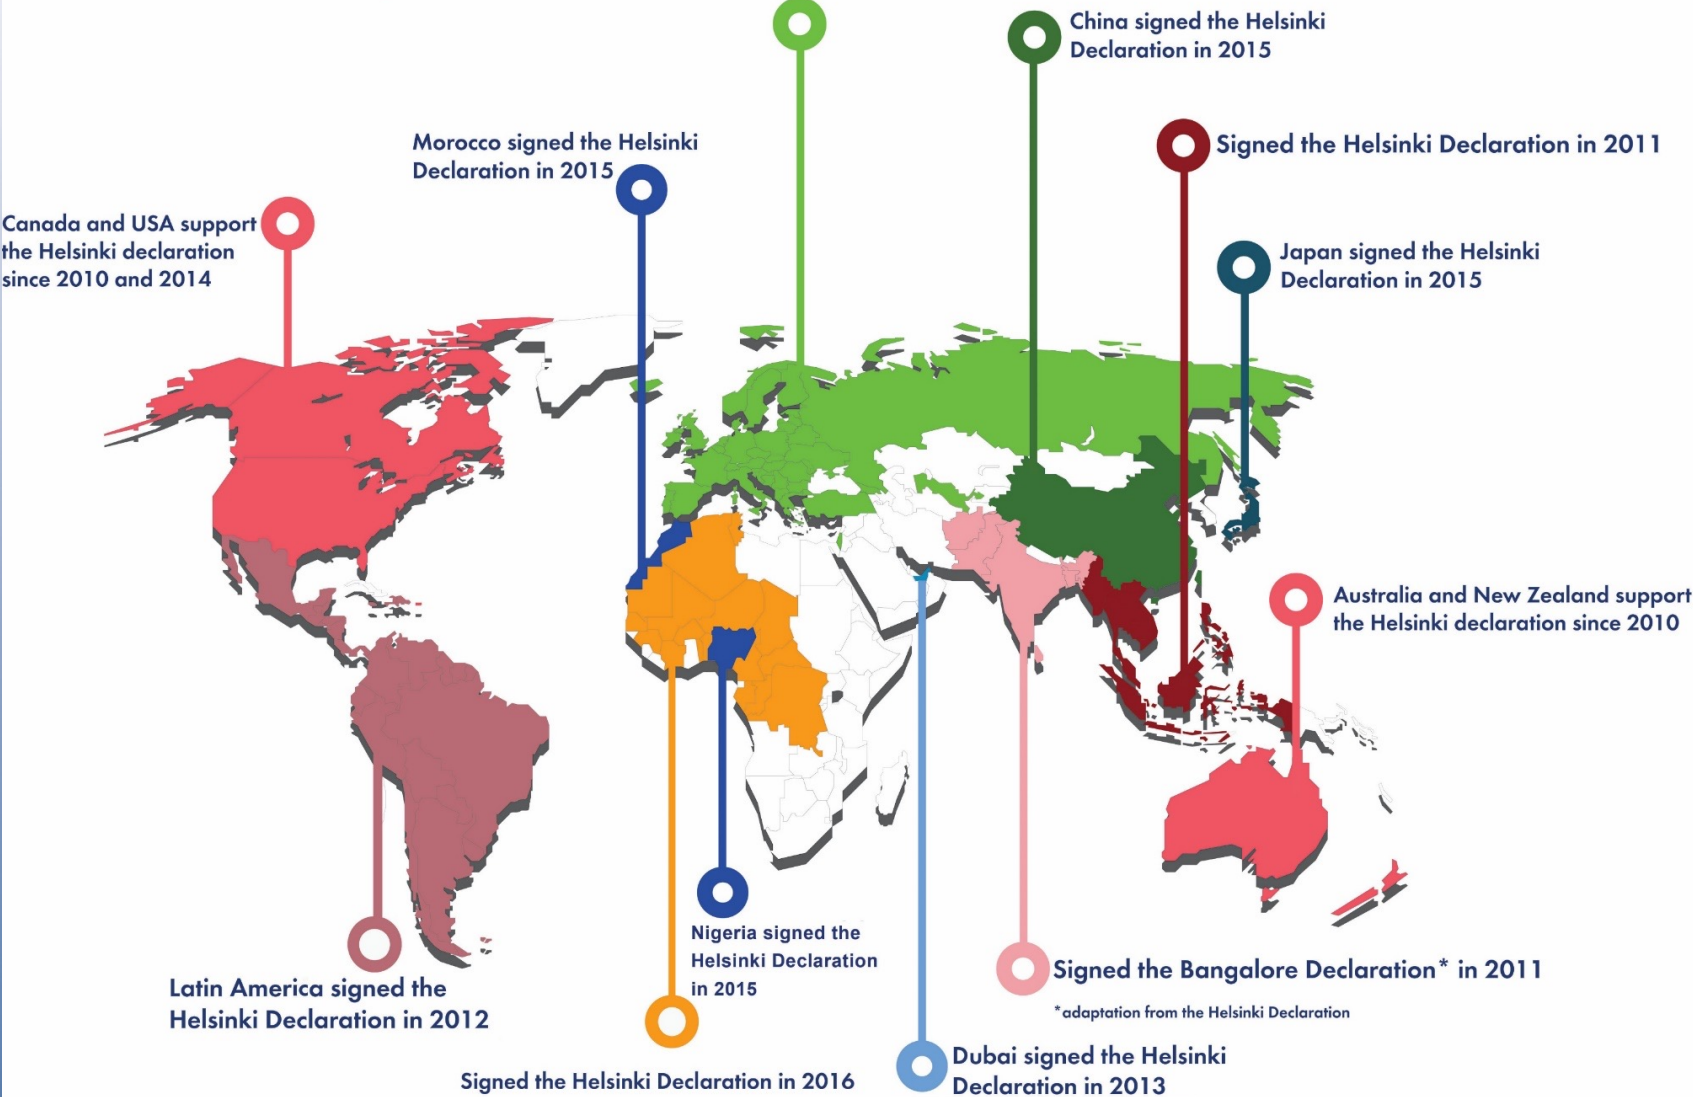 China signed the Helsinki
Declaration in 2015
Morocco signed the Helsinki
Declaration in 2015
Signed the Helsinki Declaration in 2011
Canada and USA support
the Helsinki declaration
since 2010 and 2014
Japan signed the Helsinki
Declaration in 2015
Australia and New Zealand support
the Helsinki declaration since 2010
Nigeria signed the
Helsinki Declaration
in 2015
Latin America signed the
Helsinki Declaration in 2012
Signed the Bangalore Declaration* in 2011
*adaptation from the Helsinki Declaration
Signed the Helsinki Declaration in 2016
Dubai signed the Helsinki
Declaration in 2013